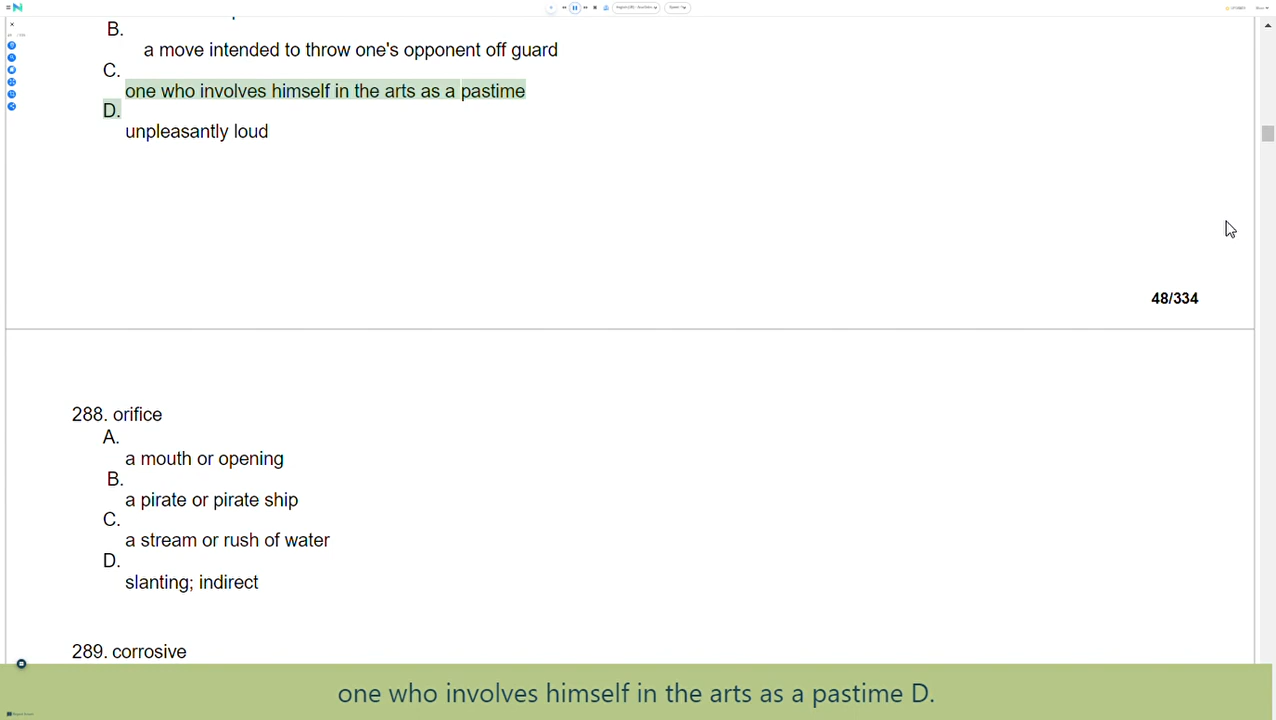 B.
a move intended to throw one's opponent off guard
C.
one who involves himself in the arts as a pastime
D.
unpleasantly loud
48/334
288. orifice
A.
a mouth or opening
B.
a pirate or pirate ship
C.
a stream or rush of water
D.
slanting; indirect
289. corrosive
one who involves himself in the arts as a pastime D.